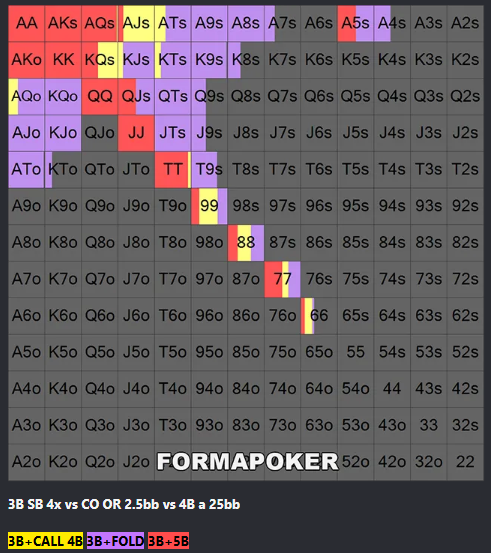 AA AKs AQs AJs ATs A9s A8s A7s A6s A5s A4s A3s A2s
AKo KK KQs KJs KTs K9s K8s K7s K6s K5s K4s K3s K2s
AQo KQo QQ QJs QTs Q9s Q8s Q7s Q6s Q5s Q4s Q3s Q2s
AJo KJo QJo JJ JTs J9s J8s J7s J6s J5s J4s J3s J2s
ATo KTo QTo JTo TT T9s T8s T7s T6s T5s T4s T3s T2s
A9o K9o Q9o J9o T9o 99 98s 97s 96s 95s 94s 93s 92s
A8o K8o Q8o J8o T8o 98o 88 87s 86s 85s 84s 83s 82s
A7o K7o Q7o J7o T7o 97o 87o 77 76s 75s 74s 73s 72s
A6o K6o Q6o J6o T6o 96o 86o 76o 66 65s 64s 63s 62s
A5o K5o Q5o J5o T5o 95o 85o 75o 65o 55 54s 53s 52s
A4o K4o Q4o J4o T4o 94o 84o 74o 64o 54o 44 43s 42s
A3o K3o Q3o J3o T3o 93o 83o 73o 63o 53o 43o 33 32s
A2o K2o Q2o J2o FORMAPOKER 52o 42o 32o 22
3B SB 4x vs CO OR 2.5bb vs 4B a 25bb
3B+CALL 4B 3B+FOLD 3B+5B